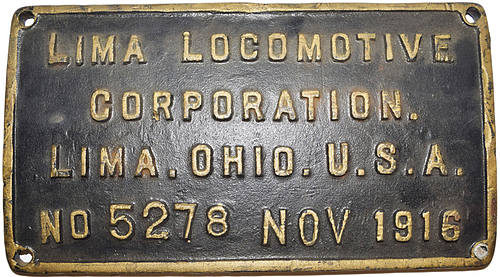 LIMA LOCOMOTIVE
CORPORATION.
LIMA. OHIO. U.S.A.
NO 5278 NOV 1916